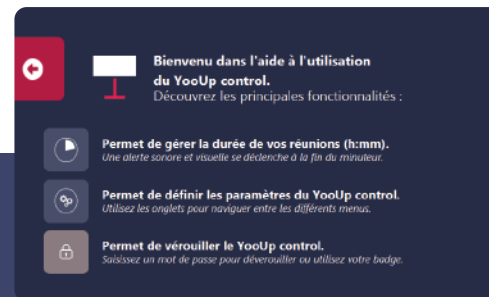 Bienvenu dans l'aide à l'utilisation
du YooUp control.
Découvrez les principales fonctionnalités :
Permet de gérer la durée de vos réunions (h:mm).
Une alerte sonore et visuelle se déclenche à la fin du minuteur.
Permet de définir les paramètres du YooUp control.
Utilisez les onglets pour naviguer entre les différents menus.
Permet de vérouiller le YooUp control.
Saisissez un mot de passe pour déverouiller ou utilisez votre badge.